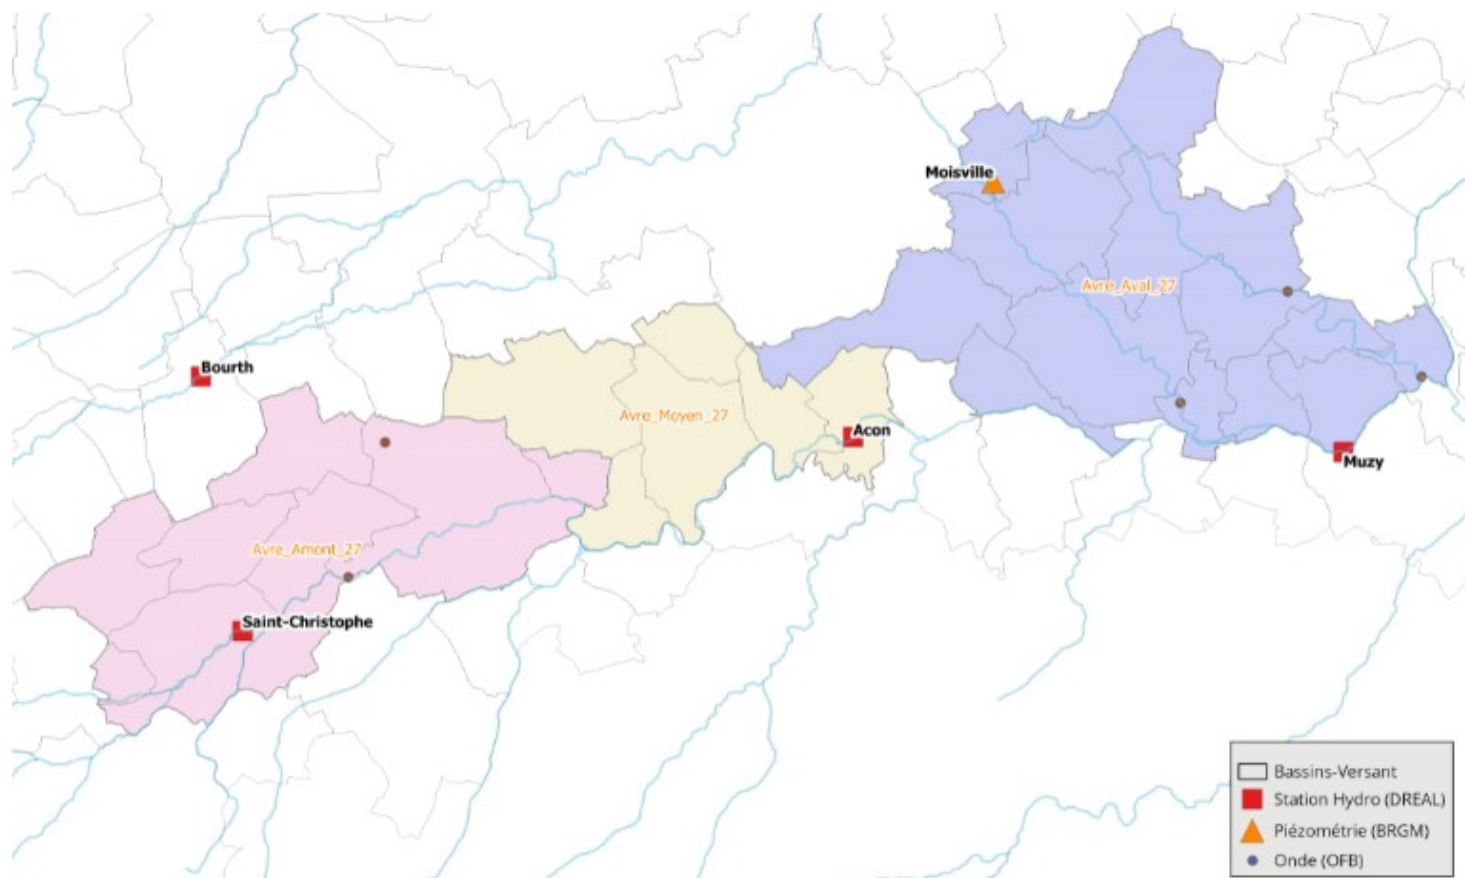 Moisville
Avre_Aval_27
Bourth
Avre_Moyen_27
Acon
Muzy
Avre_Amont_27
Saint-Christophe
Bassins-Versant
Station Hydro (DREAL)
Piézométrie (BRGM)
Onde (OFB)